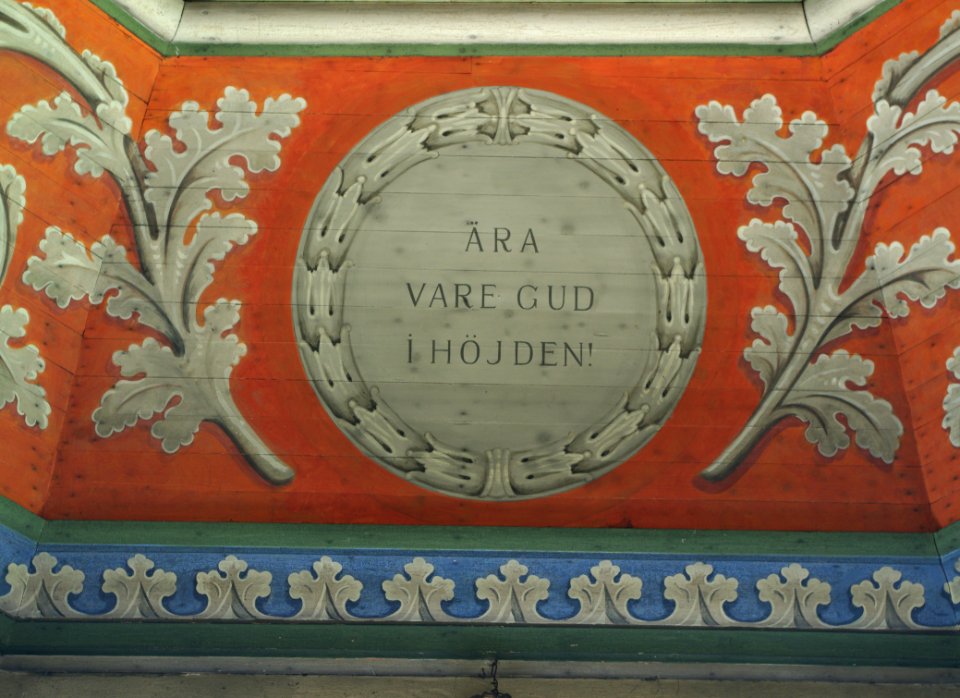 ÄRA
VARE GUD
I HÖJDEN!